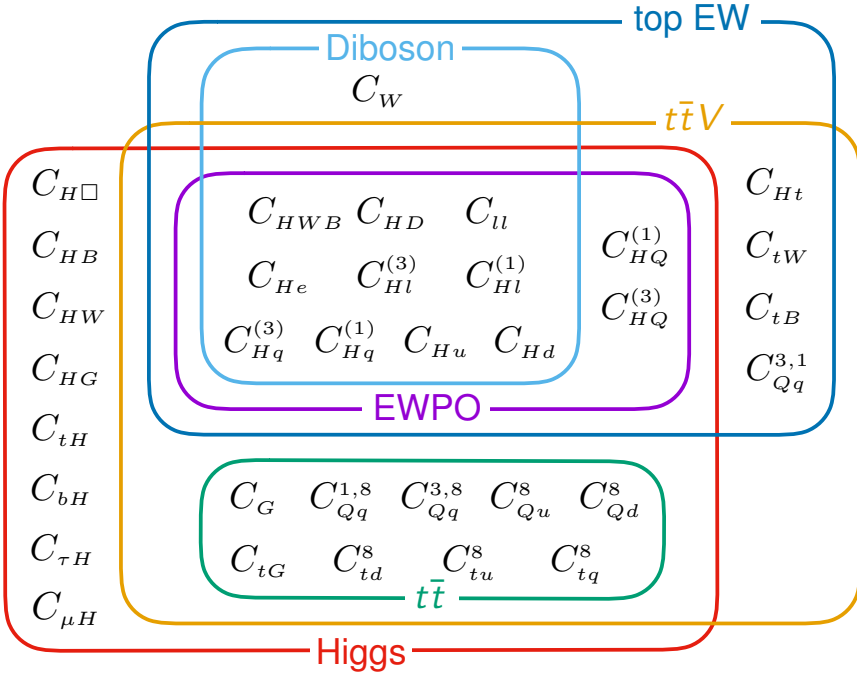 top EW
Diboson
C_W
tt̄V
C_{H□}
C_{HB}
C_{HW}
C_{HG}
C_{tH}
C_{bH}
C_{τH}
C_{μH}
C_{HWB} C_{HD} C_{ll}
C_{He} C_{Hl}^{(3)} C_{Hl}^{(1)}
C_{Hq}^{(3)} C_{Hq}^{(1)} C_{Hu} C_{Hd}
C_{HQ}^{(1)}
C_{HQ}^{(3)}
EWPO
C_{Ht}
C_{tW}
C_{tB}
C_{Qq}^{3,1}
C_G C_{Qq}^{1,8} C_{Qq}^{3,8} C_{Qu}^{8} C_{Qd}^{8}
C_{tG} C_{td}^{8} C_{tu}^{8} C_{tq}^{8}
tt̄
Higgs